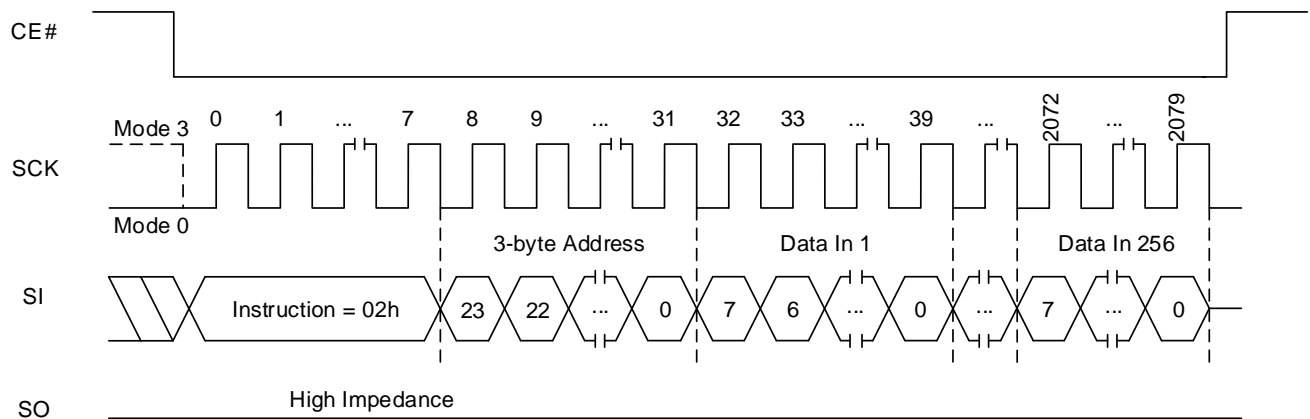 CE#
0 1 ... 7 8 9 ... 31 32 33 ... 39 ... 2072 ... 2079
Mode 3
SCK
Mode 0
3-byte Address Data In 1 Data In 256
SI Instruction = 02h 23 22 ... 0 7 6 ... 0 ... 7 ... 0
SO High Impedance